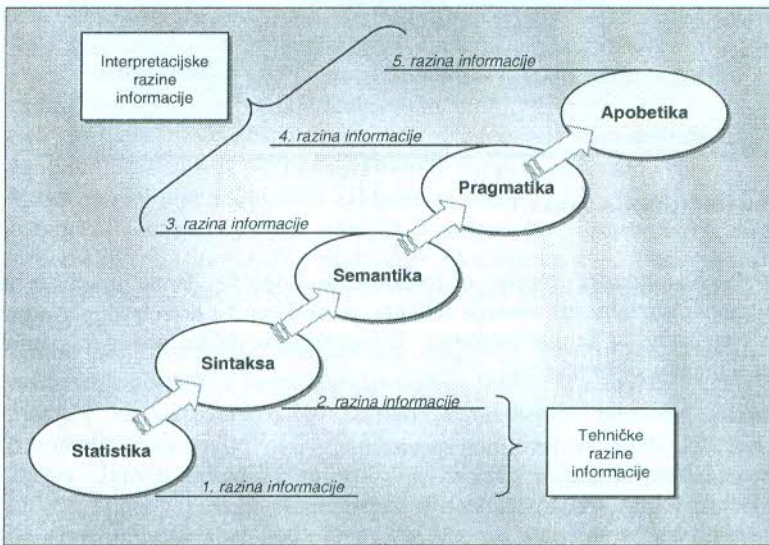 Interpretacijske
razine
informacije
5. razina informacije
Apobetika
4. razina informacije
Pragmatika
3. razina informacije
Semantika
Sintaksa
2. razina informacije
Tehničke
razine
informacije
Statistika
1. razina informacije